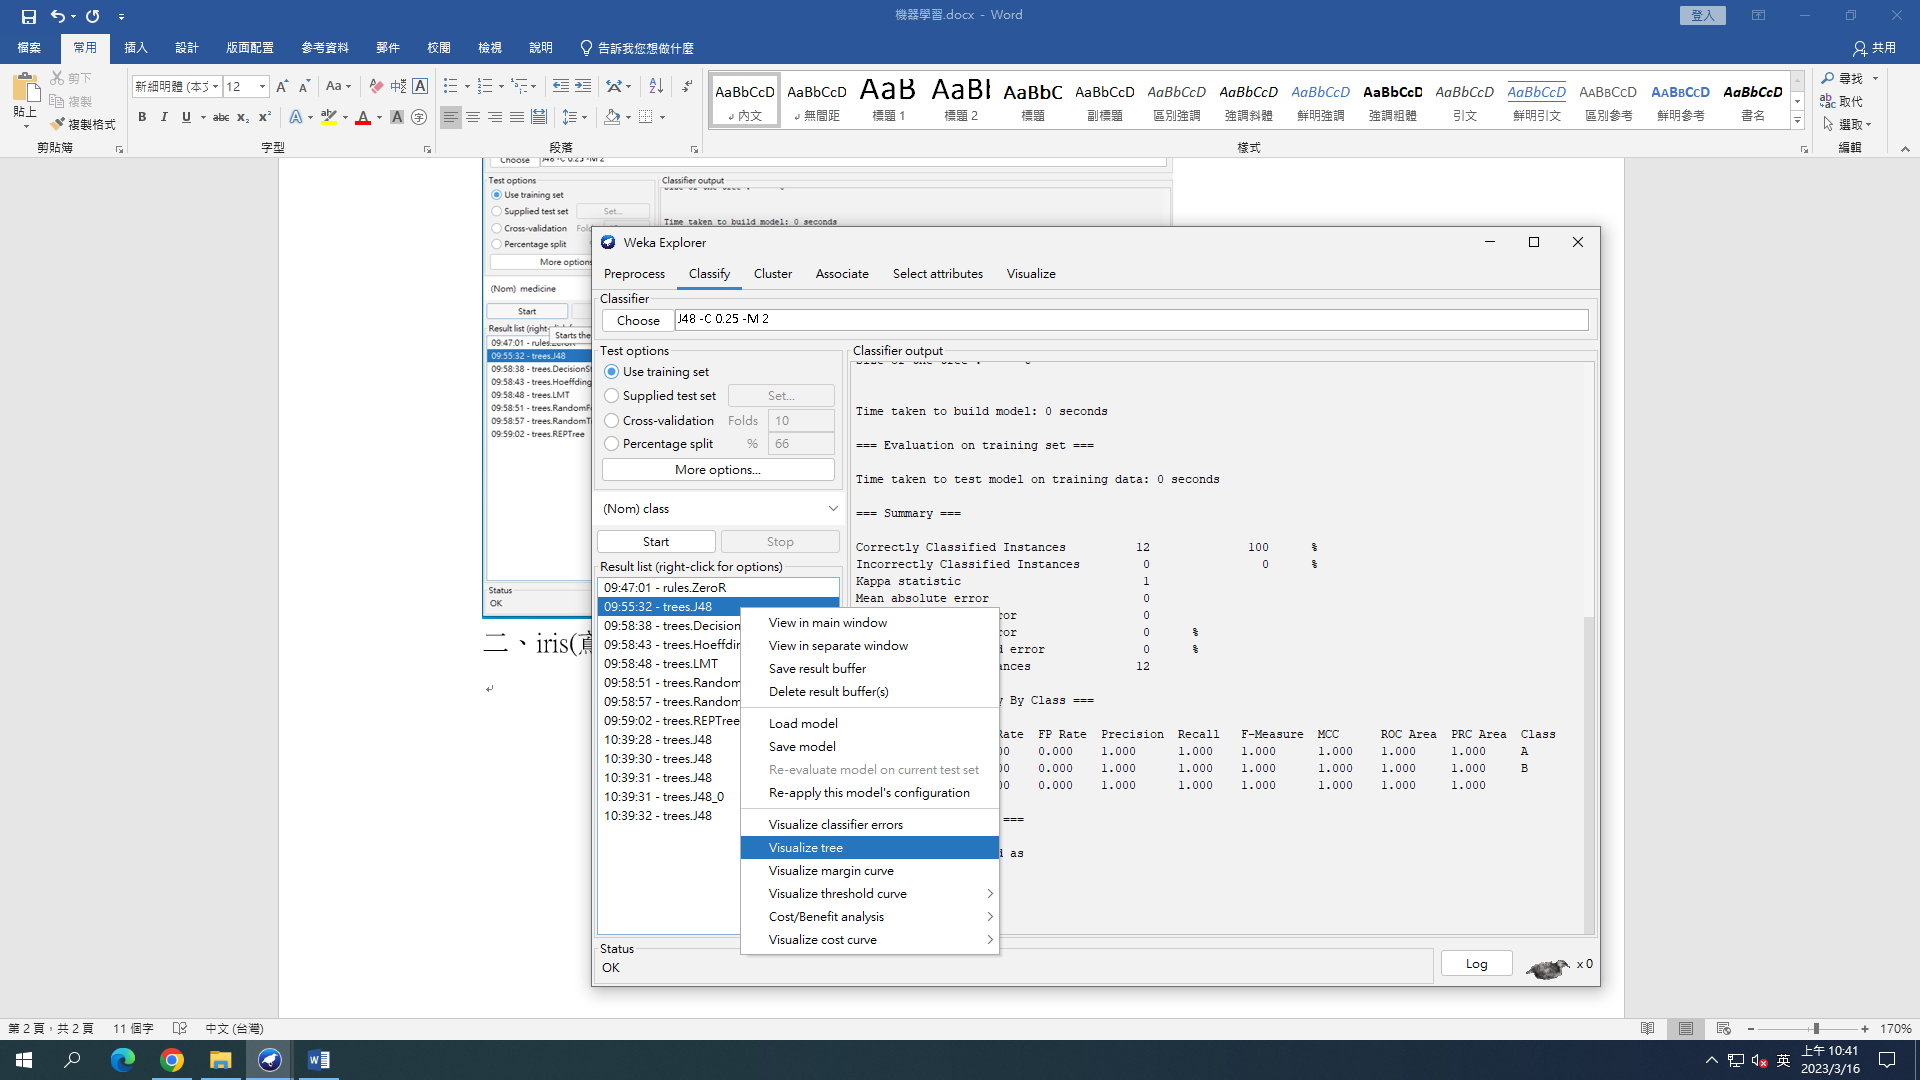 機器學習.docx - Word
登入
檔案 常用 插入 設計 版面配置 參考資料 郵件 校閱 檢視 說明 告訴我您想做什麼 共用
貼上
剪下
複製
複製格式
剪貼簿
新細明體 (本文 12
字型
段落
AaBbCcD AaBbCcD AaB AaBl AaBbC AaBbCcD AaBbCcD AaBbCcD AaBbCcD AaBbCcD AaBbCcD AaBbCcD AaBbCcD AaBbCcD AaBbCcD
內文 無間距 標題 1 標題 2 標題 副標題 區別強調 強調斜體 鮮明強調 強調粗體 引文 鮮明引文 區別參考 鮮明參考 書名
樣式
尋找
取代
選取
編輯
Choose J48 -C 0.25 -M 2
Test options
Classifier output
Use training set
Supplied test set Set...
Cross-validation
Percentage split
More options
Time taken to build model: 0 seconds
(Nom) medicine
Start
Starts the
09:47:01 - rules.ZeroR
09:55:32 - trees.J48
09:58:38 - trees.DecisionSt
09:58:43 - trees.Hoeffding
09:58:48 - trees.LMT
09:58:51 - trees.RandomF
09:58:57 - trees.RandomT
09:59:02 - trees.REPTree
Status
OK
二、iris(
Weka Explorer
Preprocess Classify Cluster Associate Select attributes Visualize
Classifier
Choose J48 -C 0.25 -M 2
Test options
Use training set
Supplied test set Set...
Cross-validation Folds 10
Percentage split % 66
More options...
(Nom) class
Start Stop
Result list (right-click for options)
09:47:01 - rules.ZeroR
09:55:32 - trees.J48
09:58:38 - trees.Decision
09:58:43 - trees.Hoeffdin
09:58:48 - trees.LMT
09:58:51 - trees.Random
09:58:57 - trees.Random
09:59:02 - trees.REPTree
10:39:28 - trees.J48
10:39:30 - trees.J48
10:39:31 - trees.J48
10:39:31 - trees.J48_0
10:39:32 - trees.J48
Classifier output
Time taken to build model: 0 seconds
=== Evaluation on training set ===
Time taken to test model on training data: 0 seconds
=== Summary ===
Correctly Classified Instances 12 100 %
Incorrectly Classified Instances 0 0 %
Kappa statistic 1
Mean absolute error 0
ror 0
ror 0 %
d error 0 %
ances 12
y By Class ===
Rate FP Rate Precision Recall F-Measure MCC ROC Area PRC Area Class
00 0.000 1.000 1.000 1.000 1.000 1.000 1.000 A
00 0.000 1.000 1.000 1.000 1.000 1.000 1.000 B
00 0.000 1.000 1.000 1.000 1.000 1.000 1.000
===
d as
View in main window
View in separate window
Save result buffer
Delete result buffer(s)
Load model
Save model
Re-evaluate model on current test set
Re-apply this model's configuration
Visualize classifier errors
Visualize tree
Visualize margin curve
Visualize threshold curve
Cost/Benefit analysis
Visualize cost curve
Status
OK
Log
x 0
第 2 頁，共 2 頁 11 個字 中文 (台灣) 170%
英
上午 10:41
2023/3/16